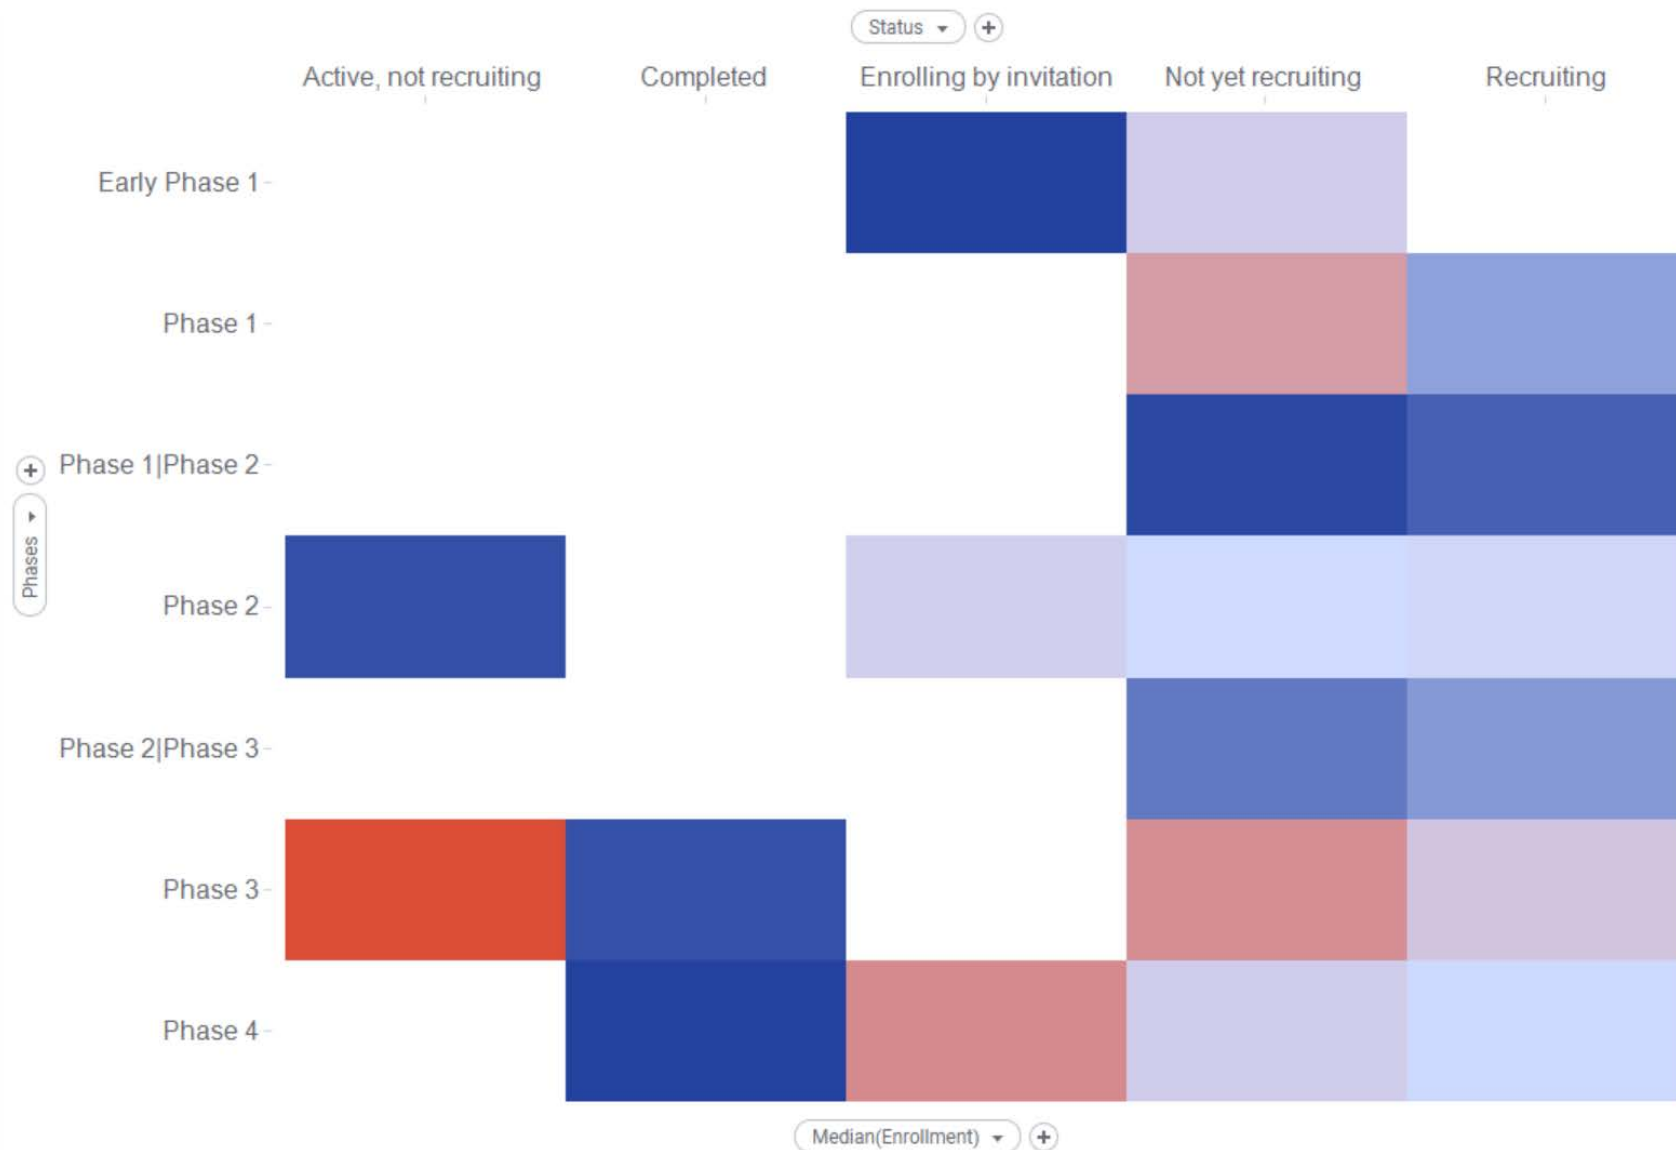 Status
Active, not recruiting
Completed
Enrolling by invitation
Not yet recruiting
Recruiting
Early Phase 1
Phase 1
Phase 1|Phase 2
Phases
Phase 2
Phase 2|Phase 3
Phase 3
Phase 4
Median(Enrollment)